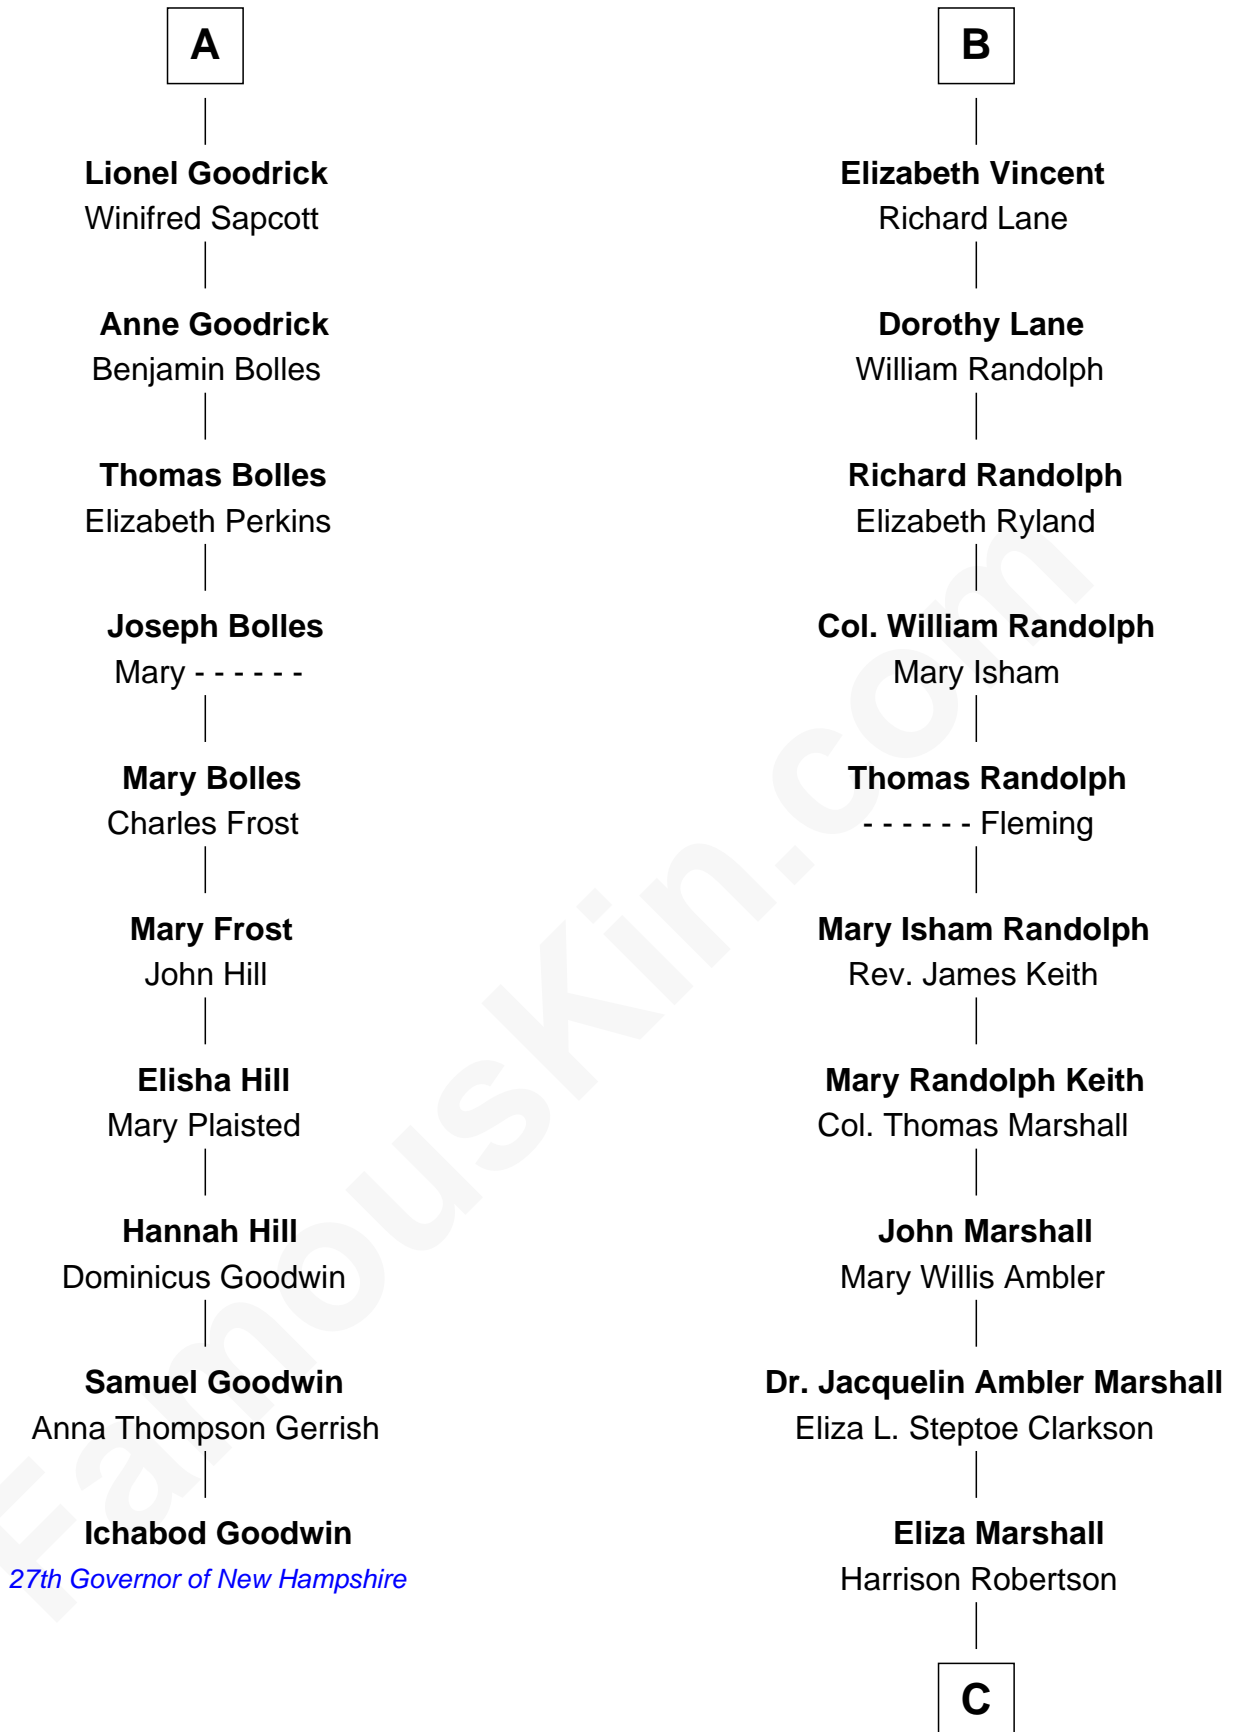 A
Lionel Goodrick
Winifred Sapcott
Anne Goodrick
Benjamin Bolles
Thomas Bolles
Elizabeth Perkins
Joseph Bolles
Mary - - - - - -
Mary Bolles
Charles Frost
Mary Frost
John Hill
Elisha Hill
Mary Plaisted
Hannah Hill
Dominicus Goodwin
Samuel Goodwin
Anna Thompson Gerrish
Ichabod Goodwin
27th Governor of New Hampshire
B
Elizabeth Vincent
Richard Lane
Dorothy Lane
William Randolph
Richard Randolph
Elizabeth Ryland
Col. William Randolph
Mary Isham
Thomas Randolph
- - - - - - Fleming
Mary Isham Randolph
Rev. James Keith
Mary Randolph Keith
Col. Thomas Marshall
John Marshall
Mary Willis Ambler
Dr. Jacquelin Ambler Marshall
Eliza L. Steptoe Clarkson
Eliza Marshall
Harrison Robertson
C
FamousKin.com